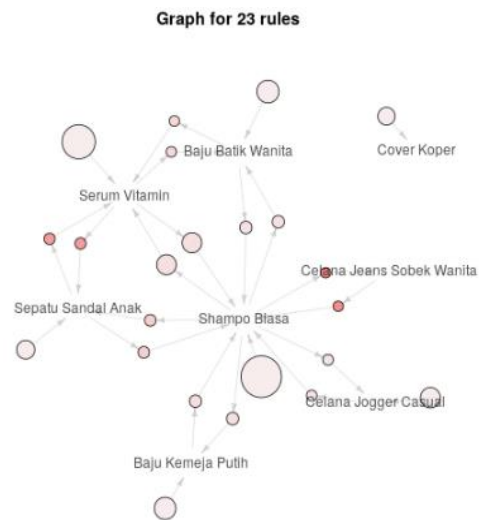 Graph for 23 rules
Baju Batik Wanita
Cover Koper
Serum Vitamin
Celana Jeans Sobek Wanita
Sepatu Sandal Anak
Shampo Biasa
Celana Jogger Casual
Baju Kemeja Putih